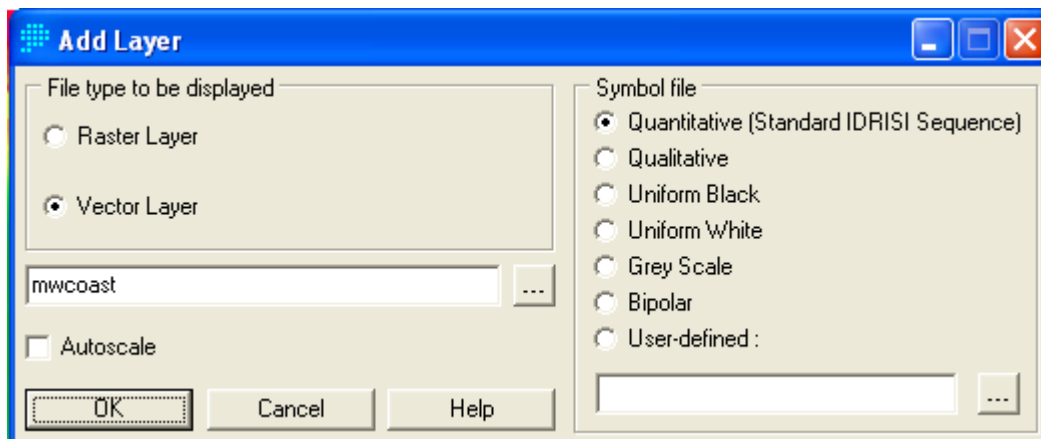 Add Layer
File type to be displayed
Raster Layer
Vector Layer
mwcoast
...
Autoscale
OK
Cancel
Help
Symbol file
Quantitative (Standard IDRISI Sequence)
Qualitative
Uniform Black
Uniform White
Grey Scale
Bipolar
User-defined :
...